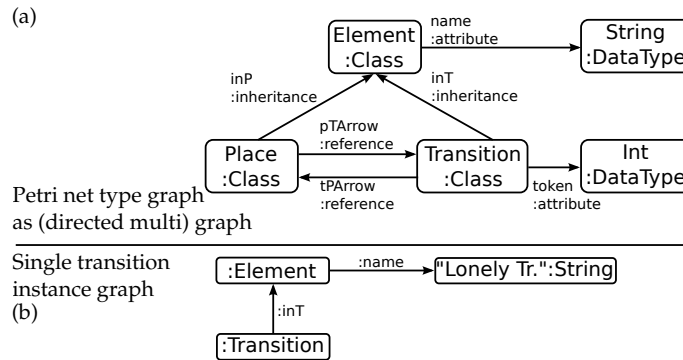 (a)
Element
:Class
name
:attribute
String
:DataType
inP
:inheritance
inT
:inheritance
Place
:Class
pTArrow
:reference
tPArrow
:reference
Transition
:Class
token
:attribute
Int
:DataType
Petri net type graph
as (directed multi) graph
Single transition
instance graph
(b)
:Element
:name
"Lonely Tr.":String
:inT
:Transition